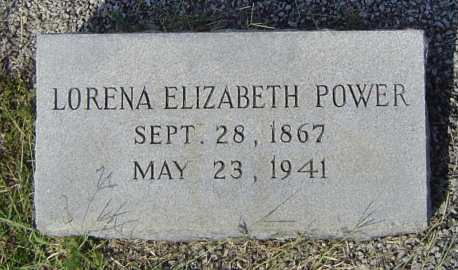 LORENA ELIZABETH POWER
SEPT. 28, 1867
MAY 23, 1941